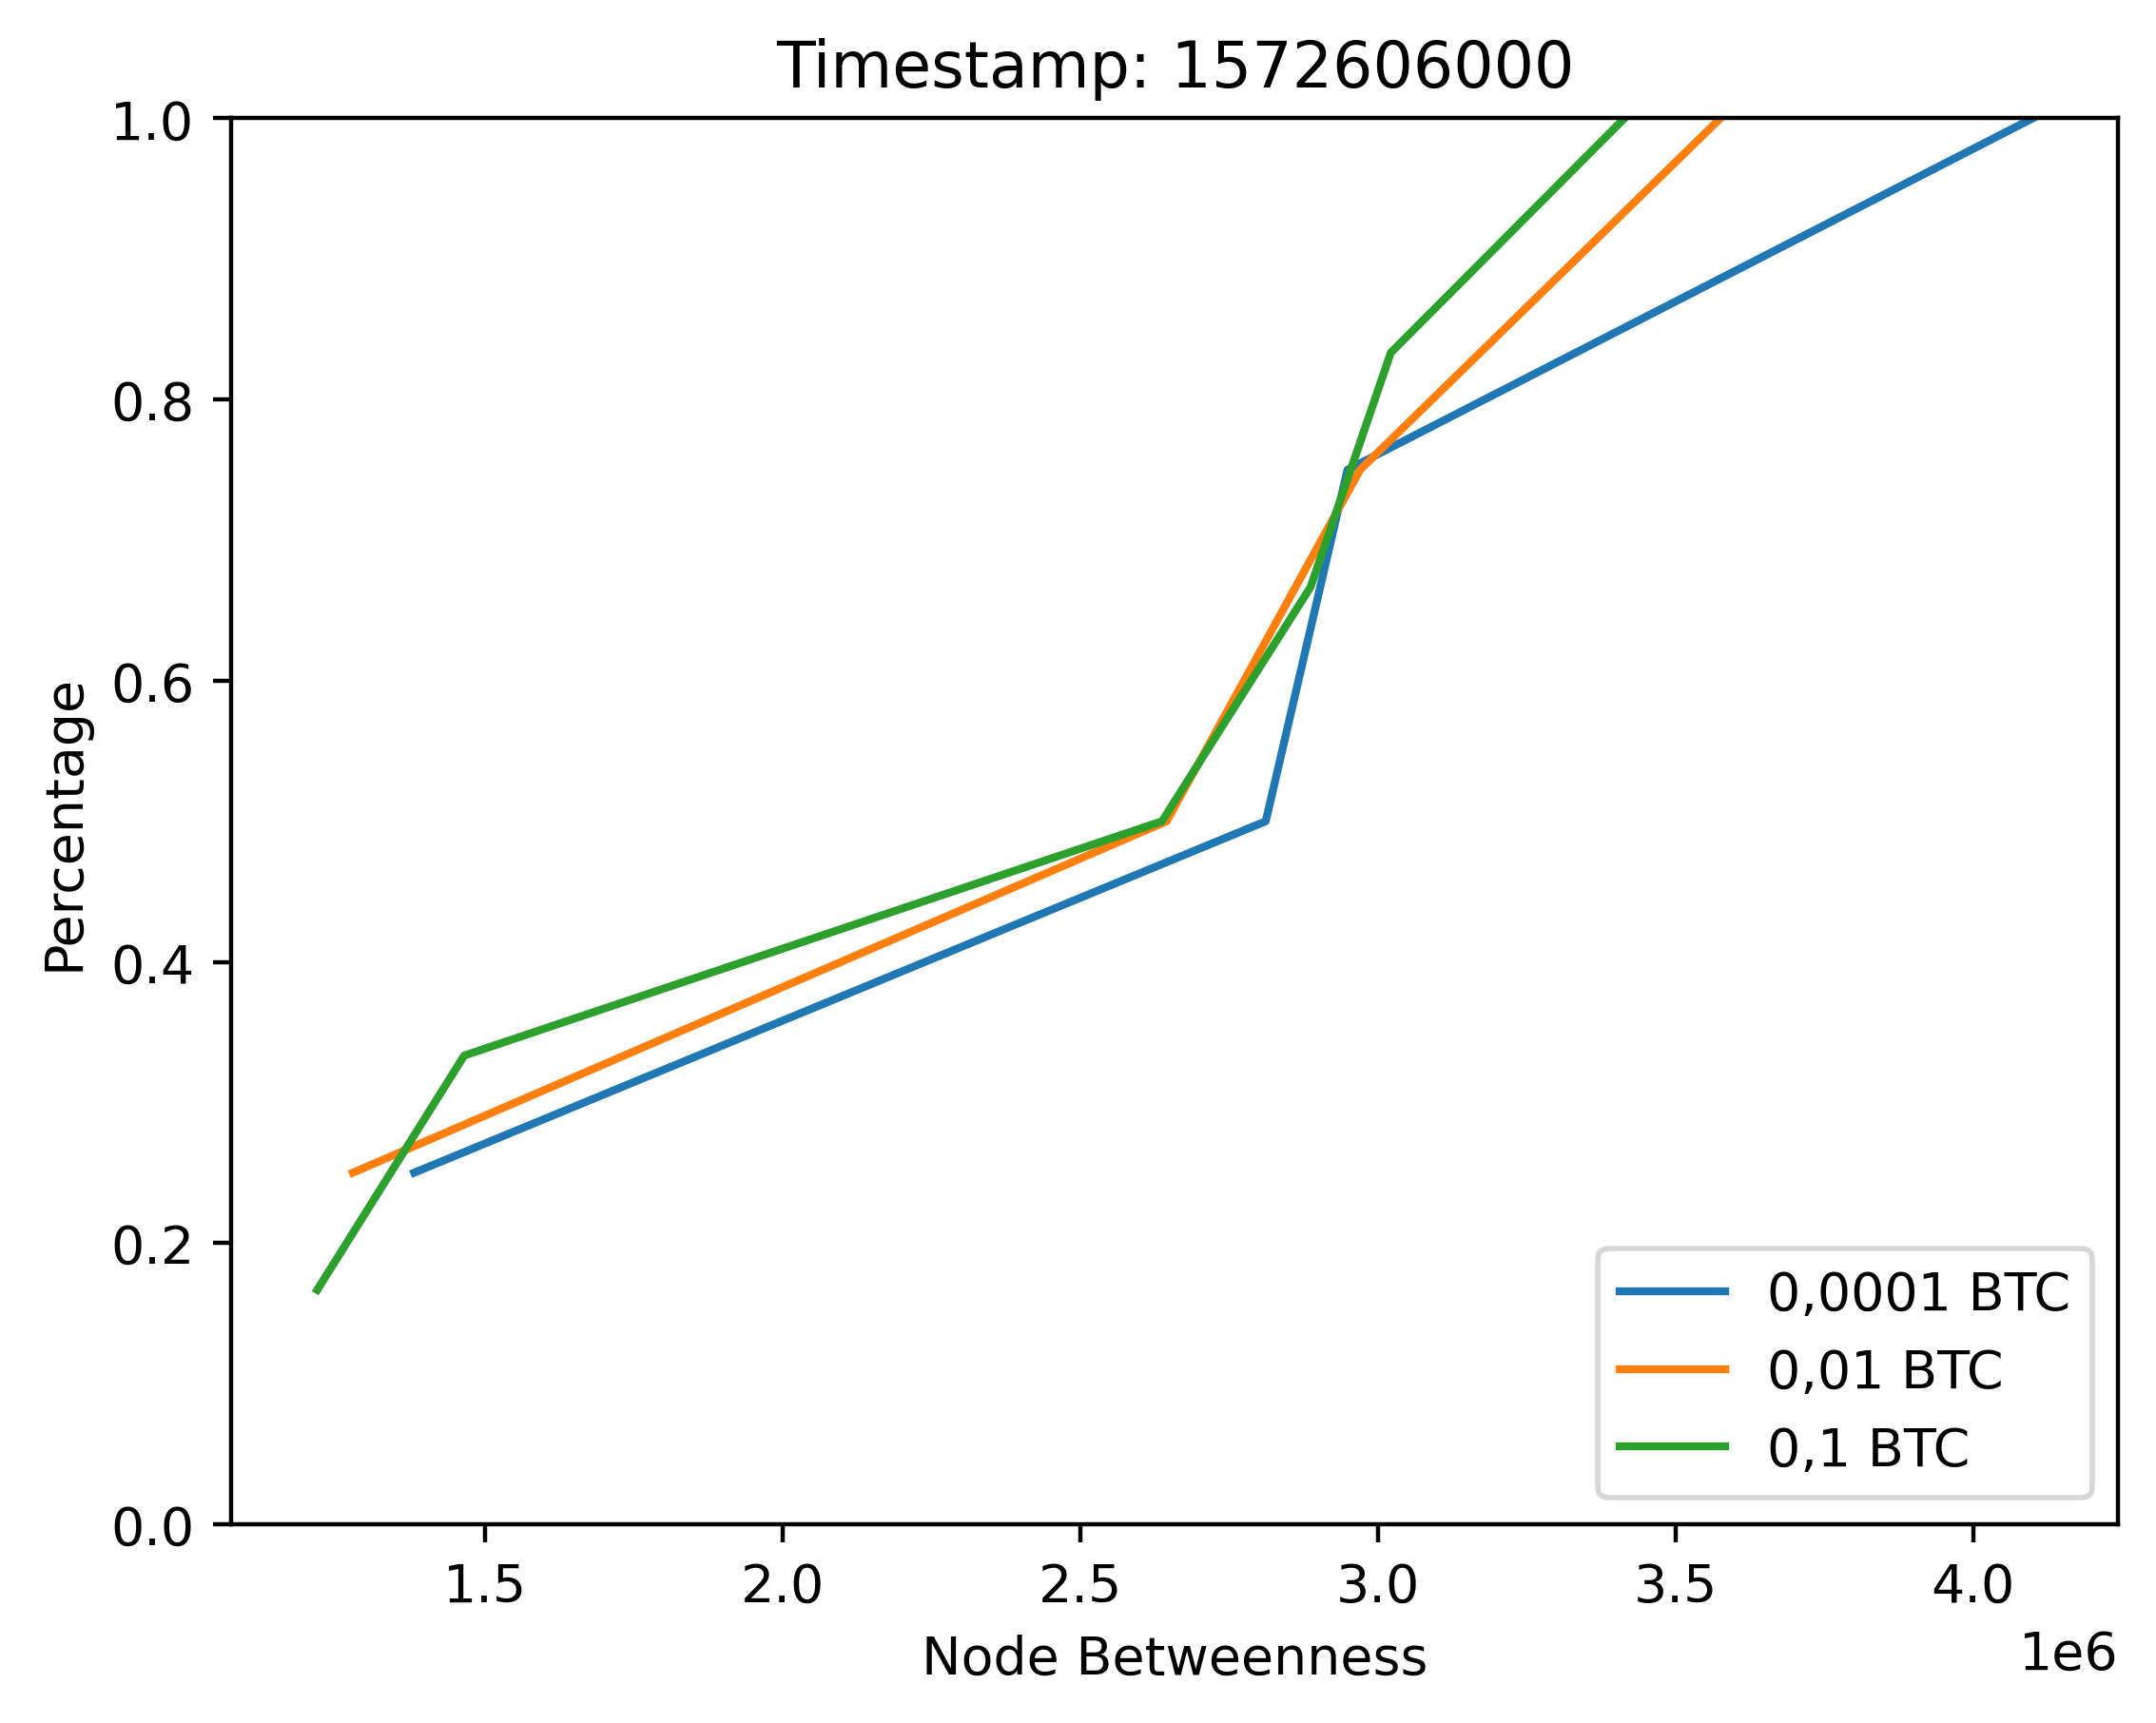 Timestamp: 1572606000
1.0
0.8
0.6
0.4
0.2
0.0
Percentage
1.5 2.0 2.5 3.0 3.5 4.0
1e6
Node Betweenness
0,0001 BTC
0,01 BTC
0,1 BTC